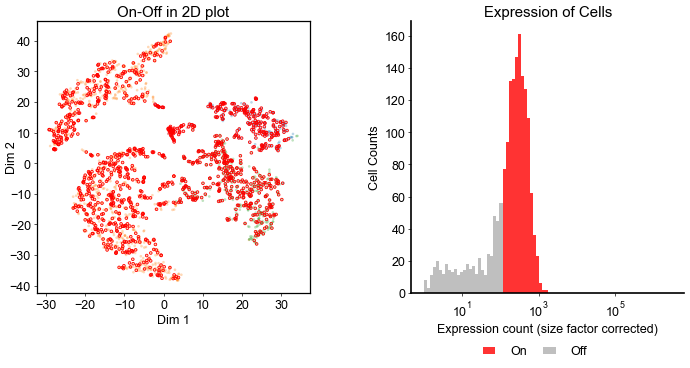 On-Off in 2D plot
40
30
20
10
0
−10
−20
−30
−40
Dim 2
−30 −20 −10 0 10 20 30
Dim 1
Expression of Cells
160
140
120
100
80
60
40
20
0
Cell Counts
10¹ 10³ 10⁵
Expression count (size factor corrected)
On Off